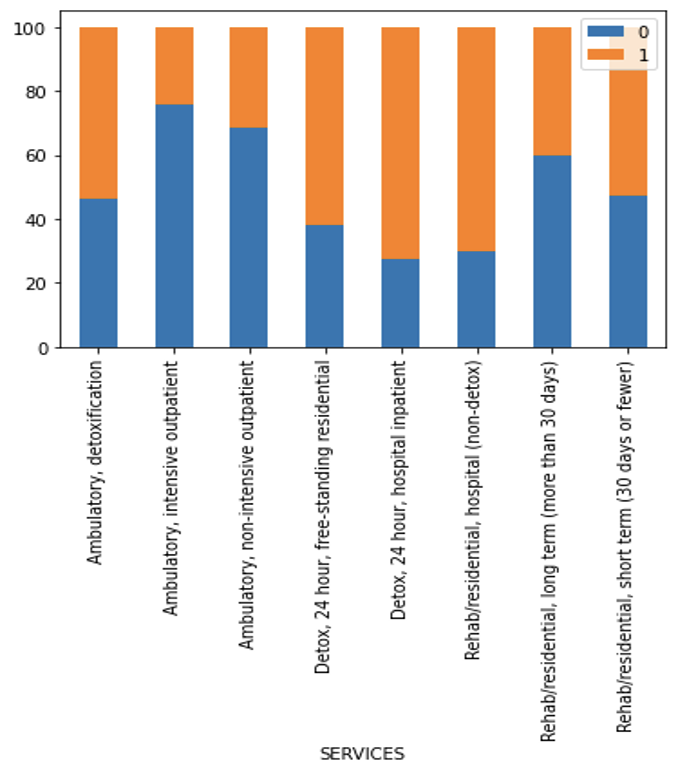 100
80
60
40
20
0
0
1
Ambulatory, detoxification
Ambulatory, intensive outpatient
Ambulatory, non-intensive outpatient
Detox, 24 hour, free-standing residential
Detox, 24 hour, hospital inpatient
Rehab/residential, hospital (non-detox)
Rehab/residential, long term (more than 30 days)
Rehab/residential, short term (30 days or fewer)
SERVICES